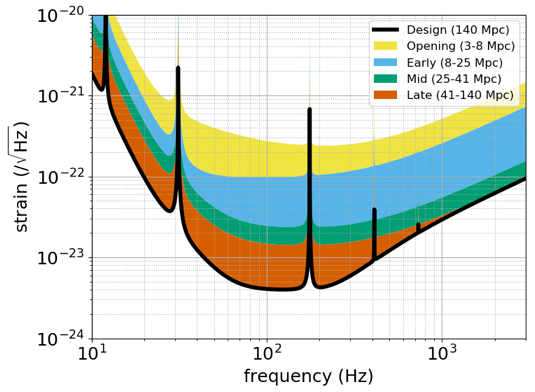 10⁻²⁰
10⁻²¹
10⁻²²
10⁻²³
10⁻²⁴
strain (/√Hz)
Design (140 Mpc)
Opening (3-8 Mpc)
Early (8-25 Mpc)
Mid (25-41 Mpc)
Late (41-140 Mpc)
10¹ 10² 10³
frequency (Hz)